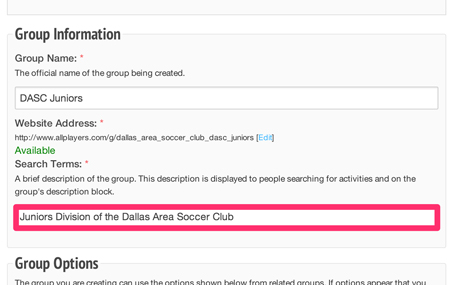 Group Information
Group Name: *
The official name of the group being created.
DASC Juniors
Website Address: *
http://www.allplayers.com/g/dallas_area_soccer_club_dasc_juniors [Edit]
Available
Search Terms: *
A brief description of the group. This description is displayed to people searching for activities and on the
group's description block.
Juniors Division of the Dallas Area Soccer Club
Group Options
The group you are creating can use the options shown below from related groups. If options appear that you